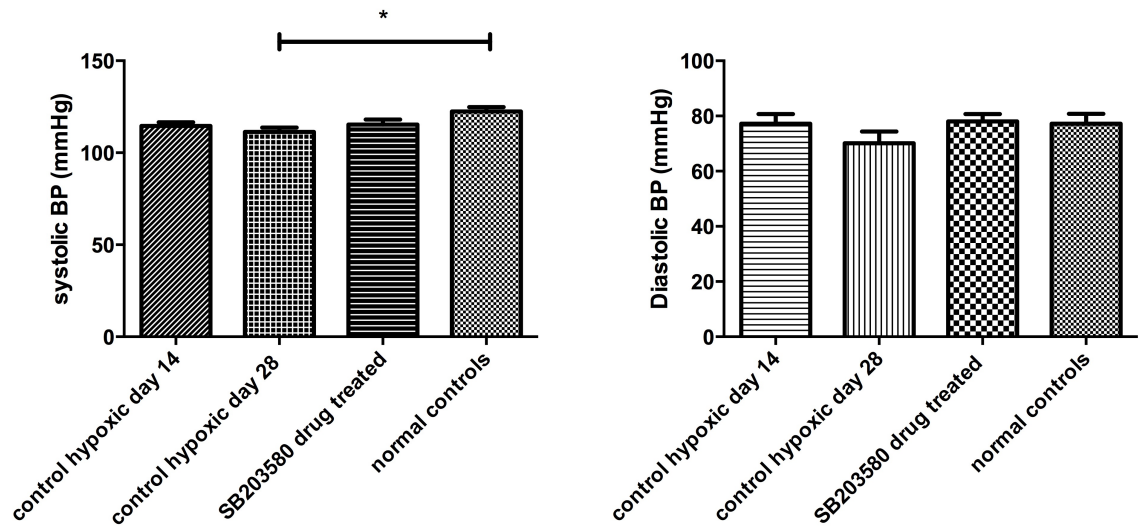 *
systolic BP (mmHg)
150
100
50
0
control hypoxic day 14
control hypoxic day 28
SB203580 drug treated
normal controls
Diastolic BP (mmHg)
100
80
60
40
20
0
control hypoxic day 14
control hypoxic day 28
SB203580 drug treated
normal controls